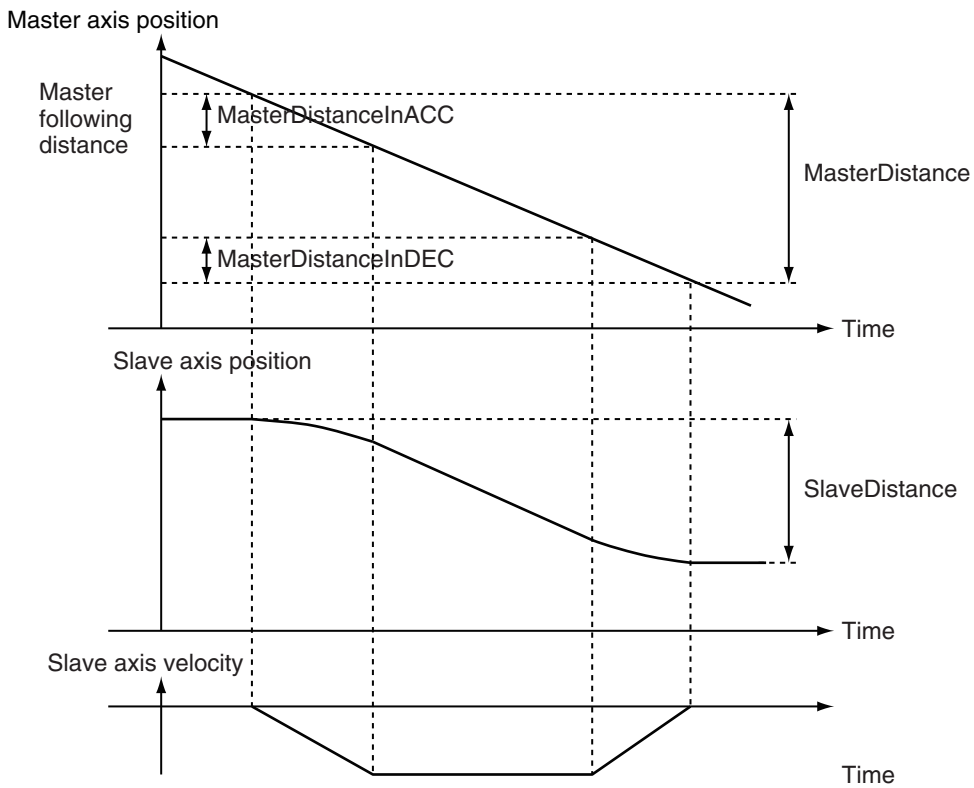 Master axis position
Master
following
distance
MasterDistanceInACC
MasterDistance
MasterDistanceInDEC
Time
Slave axis position
SlaveDistance
Time
Slave axis velocity
Time